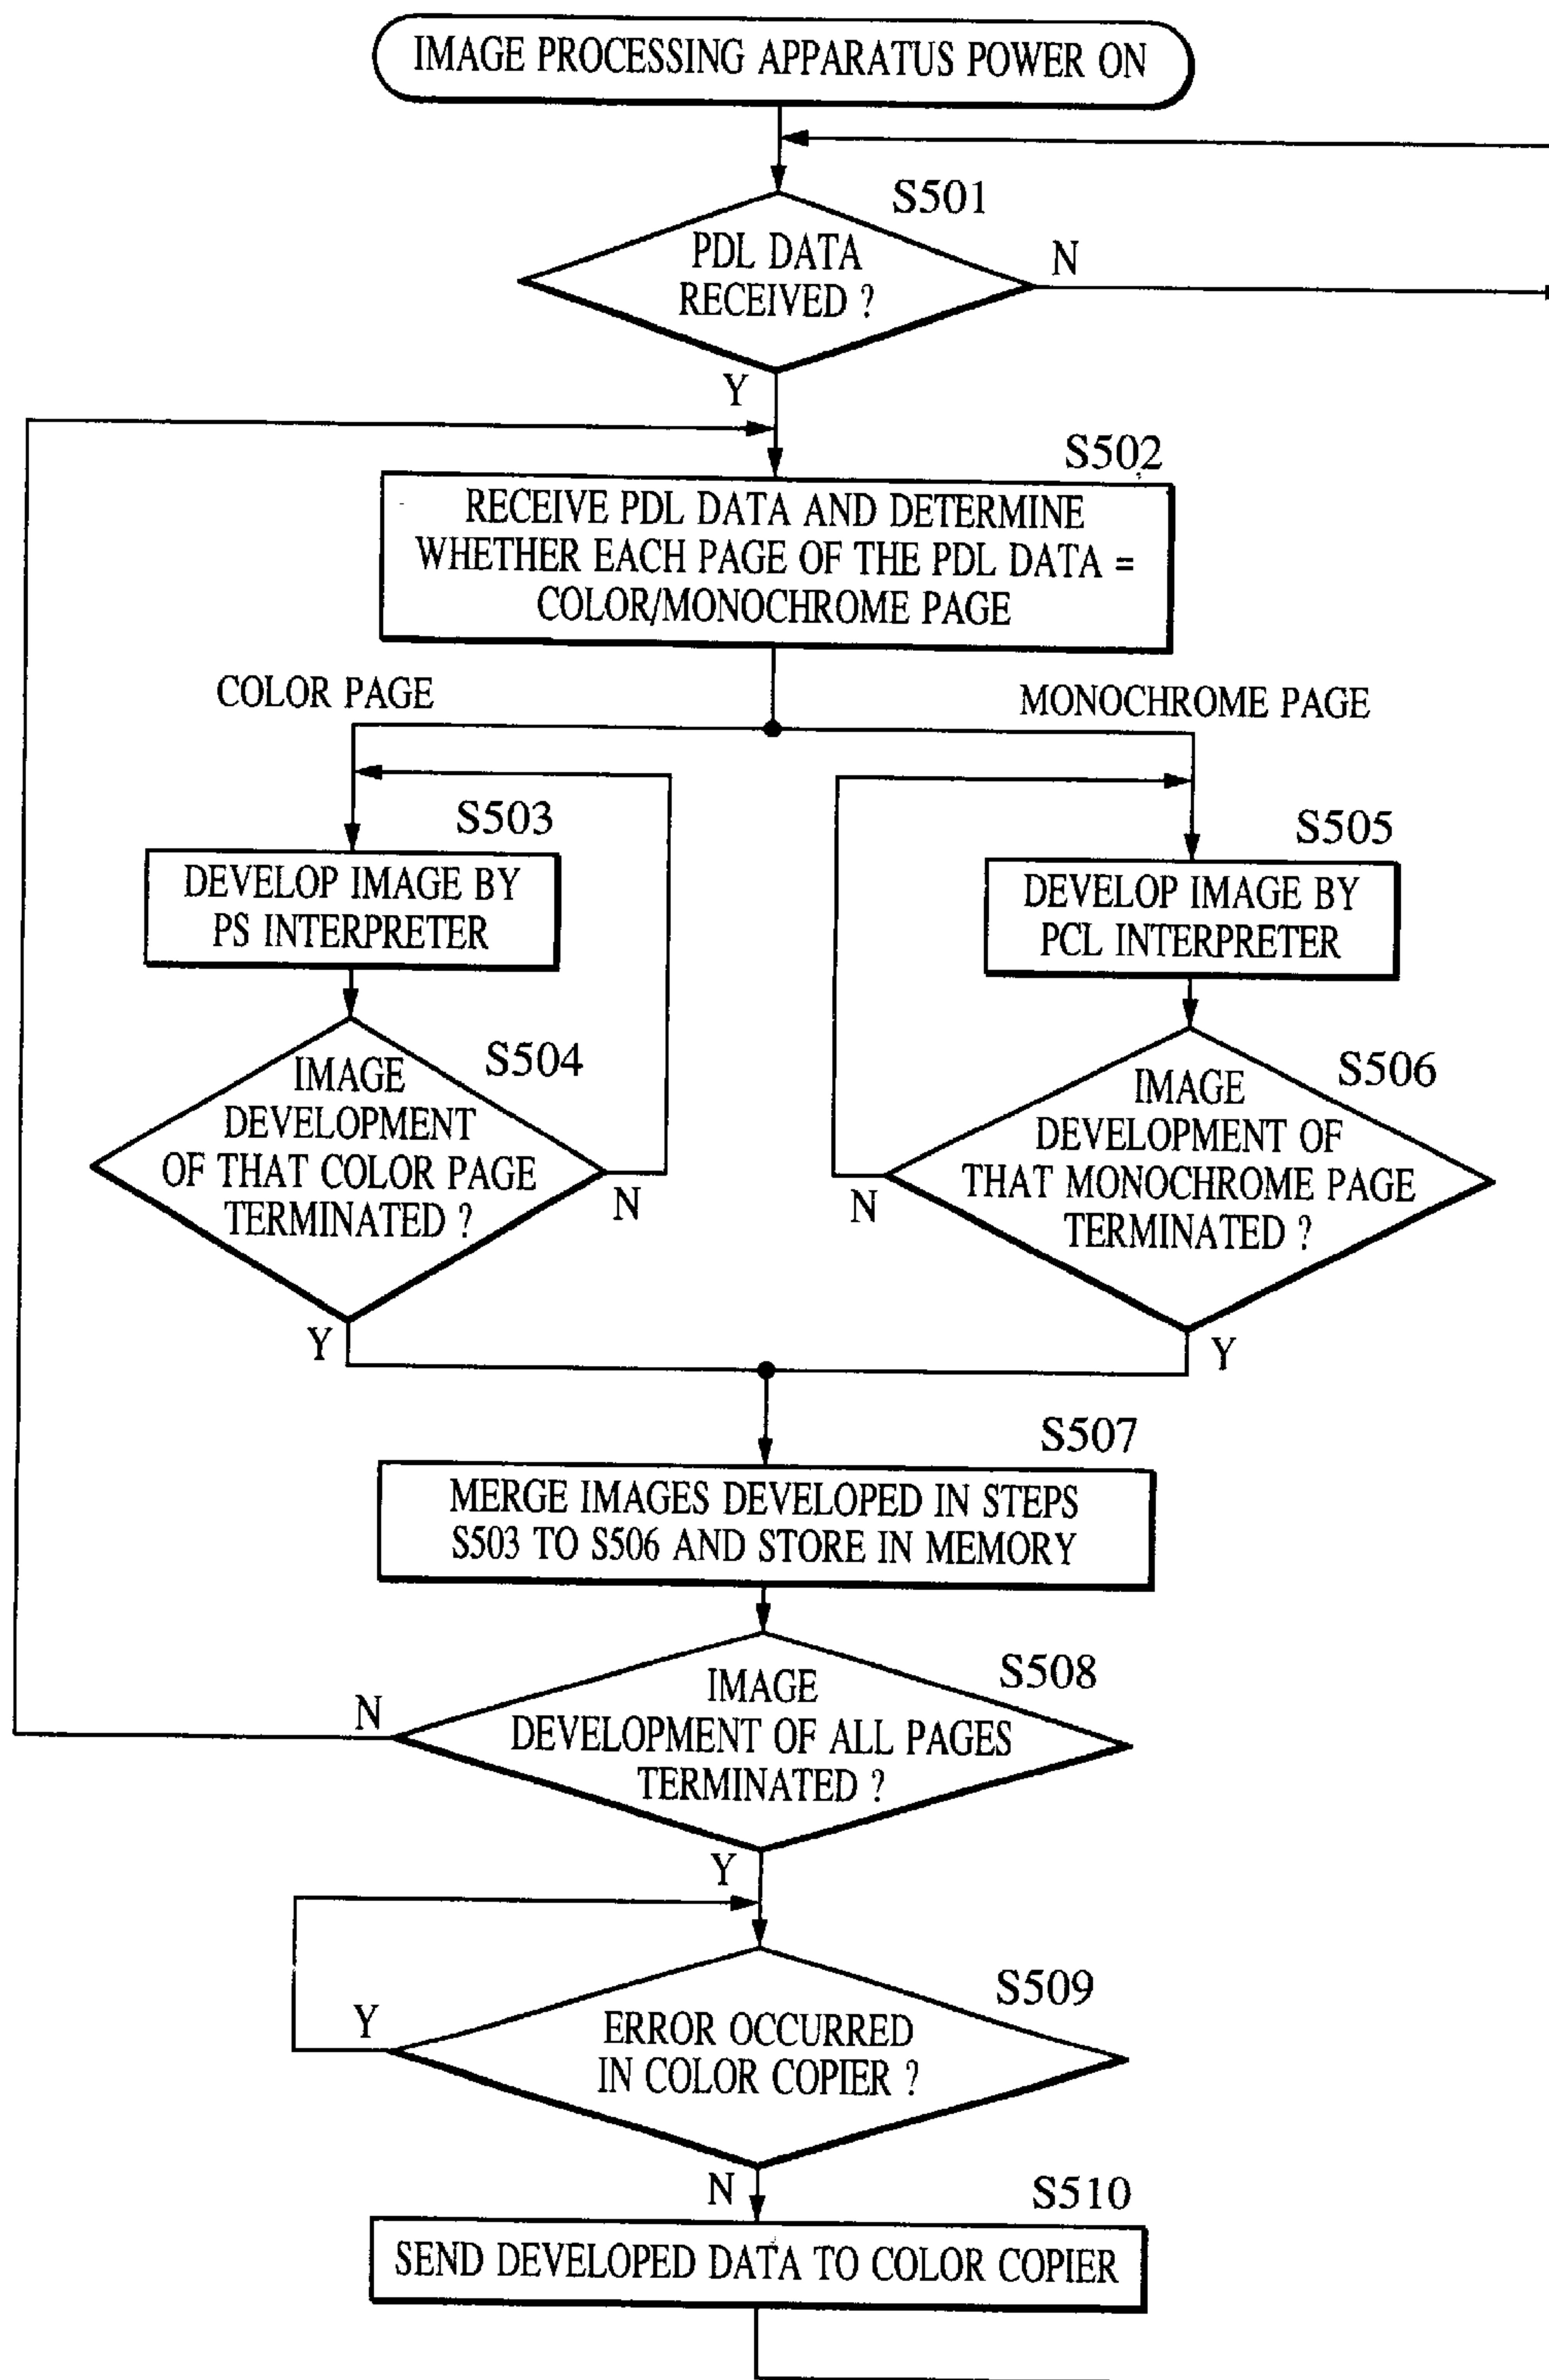 IMAGE PROCESSING APPARATUS POWER ON
S501
PDL DATA
RECEIVED ?
N
Y
S502
RECEIVE PDL DATA AND DETERMINE
WHETHER EACH PAGE OF THE PDL DATA =
COLOR/MONOCHROME PAGE
COLOR PAGE
MONOCHROME PAGE
S503
DEVELOP IMAGE BY
PS INTERPRETER
S505
DEVELOP IMAGE BY
PCL INTERPRETER
S504
IMAGE
DEVELOPMENT
OF THAT COLOR PAGE
TERMINATED ?
N
Y
S506
IMAGE
DEVELOPMENT OF
THAT MONOCHROME PAGE
TERMINATED ?
N
Y
S507
MERGE IMAGES DEVELOPED IN STEPS
S503 TO S506 AND STORE IN MEMORY
S508
IMAGE
DEVELOPMENT OF ALL PAGES
TERMINATED ?
N
Y
S509
ERROR OCCURRED
IN COLOR COPIER ?
Y
N
S510
SEND DEVELOPED DATA TO COLOR COPIER